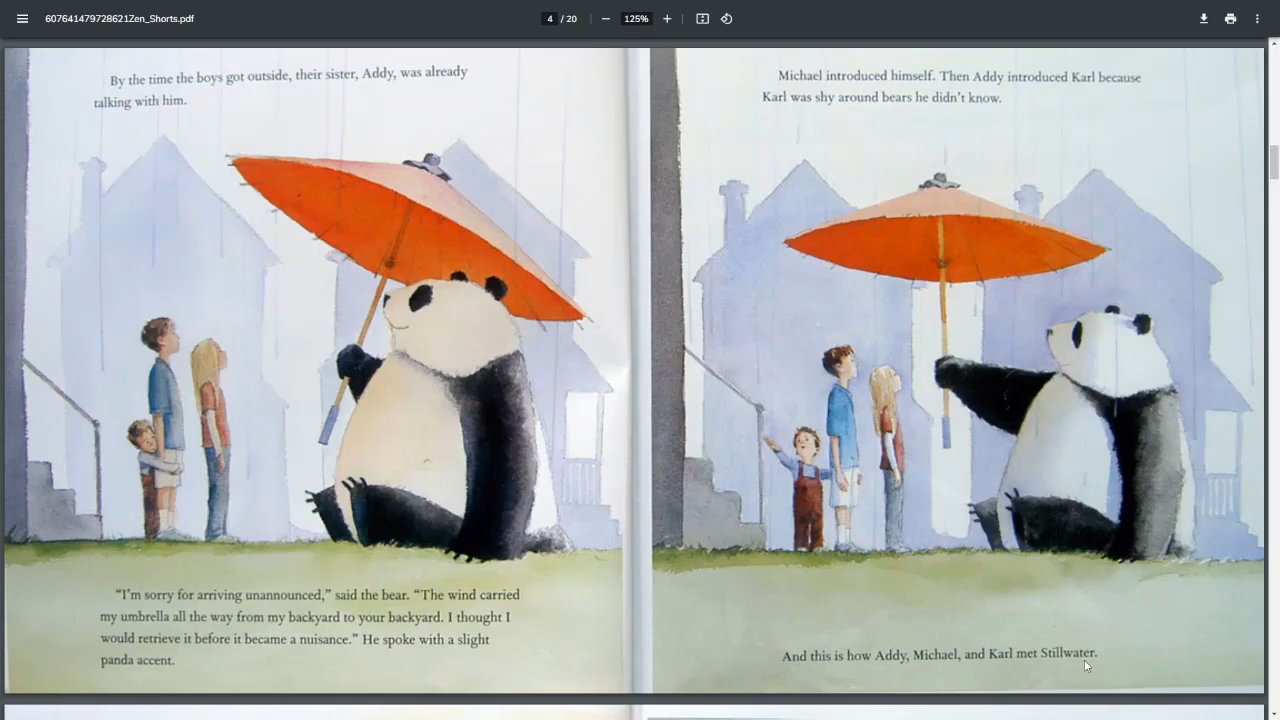 607641479728621Zen_Shorts.pdf
4 / 20
125%
By the time the boys got outside, their sister, Addy, was already
talking with him.
“I’m sorry for arriving unannounced,” said the bear. “The wind carried
my umbrella all the way from my backyard to your backyard. I thought I
would retrieve it before it became a nuisance.” He spoke with a slight
panda accent.
Michael introduced himself. Then Addy introduced Karl because
Karl was shy around bears he didn’t know.
And this is how Addy, Michael, and Karl met Stillwater.